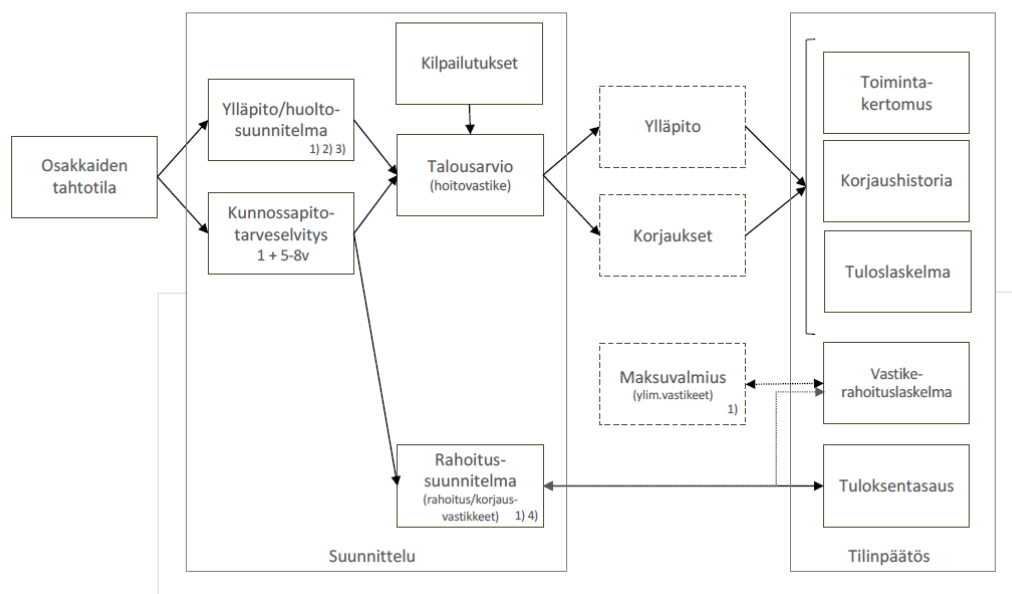 Osakkaiden
tahtotila
Ylläpito/huolto-
suunnitelma
1) 2) 3)
Kunnossapito-
tarveselvitys
1 + 5-8v
Kilpailutukset
Talousarvio
(hoitovastike)
Rahoitus-
suunnitelma
(rahoitus/korjaus-
vastikkeet)
1) 4)
Suunnittelu
Ylläpito
Korjaukset
Maksuvalmius
(ylim.vastikeet)
1)
Toiminta-
kertomus
Korjaushistoria
Tuloslaskelma
Vastike-
rahoituslaskelma
Tuloksentasaus
Tilinpäätös